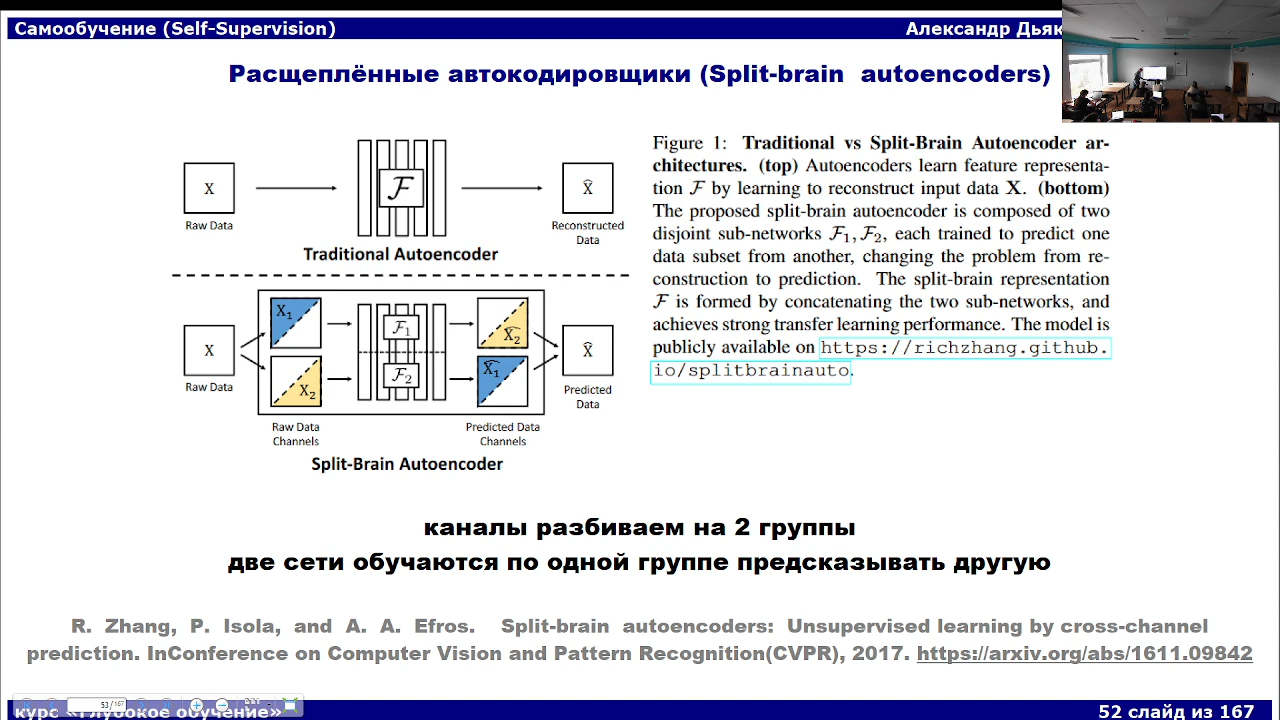 Самообучение (Self-Supervision)
Александр Дьяк
Расщеплённые автокодировщики (Split-brain autoencoders)
X
Raw Data
ℱ
X̂
Reconstructed
Data
Traditional Autoencoder
X
Raw Data
X₁
X₂
Raw Data
Channels
ℱ₁
ℱ₂
X̂₂
X̂₁
Predicted Data
Channels
X̂
Predicted
Data
Split-Brain Autoencoder
Figure 1: Traditional vs Split-Brain Autoencoder ar-
chitectures. (top) Autoencoders learn feature representa-
tion ℱ by learning to reconstruct input data X. (bottom)
The proposed split-brain autoencoder is composed of two
disjoint sub-networks ℱ₁, ℱ₂, each trained to predict one
data subset from another, changing the problem from re-
construction to prediction. The split-brain representation
ℱ is formed by concatenating the two sub-networks, and
achieves strong transfer learning performance. The model is
publicly available on https://richzhang.github.
io/splitbrainauto.
каналы разбиваем на 2 группы
две сети обучаются по одной группе предсказывать другую
R. Zhang, P. Isola, and A. A. Efros. Split-brain autoencoders: Unsupervised learning by cross-channel
prediction. InConference on Computer Vision and Pattern Recognition(CVPR), 2017. https://arxiv.org/abs/1611.09842
53/167
курс «Глубокое обучение»
52 слайд из 167